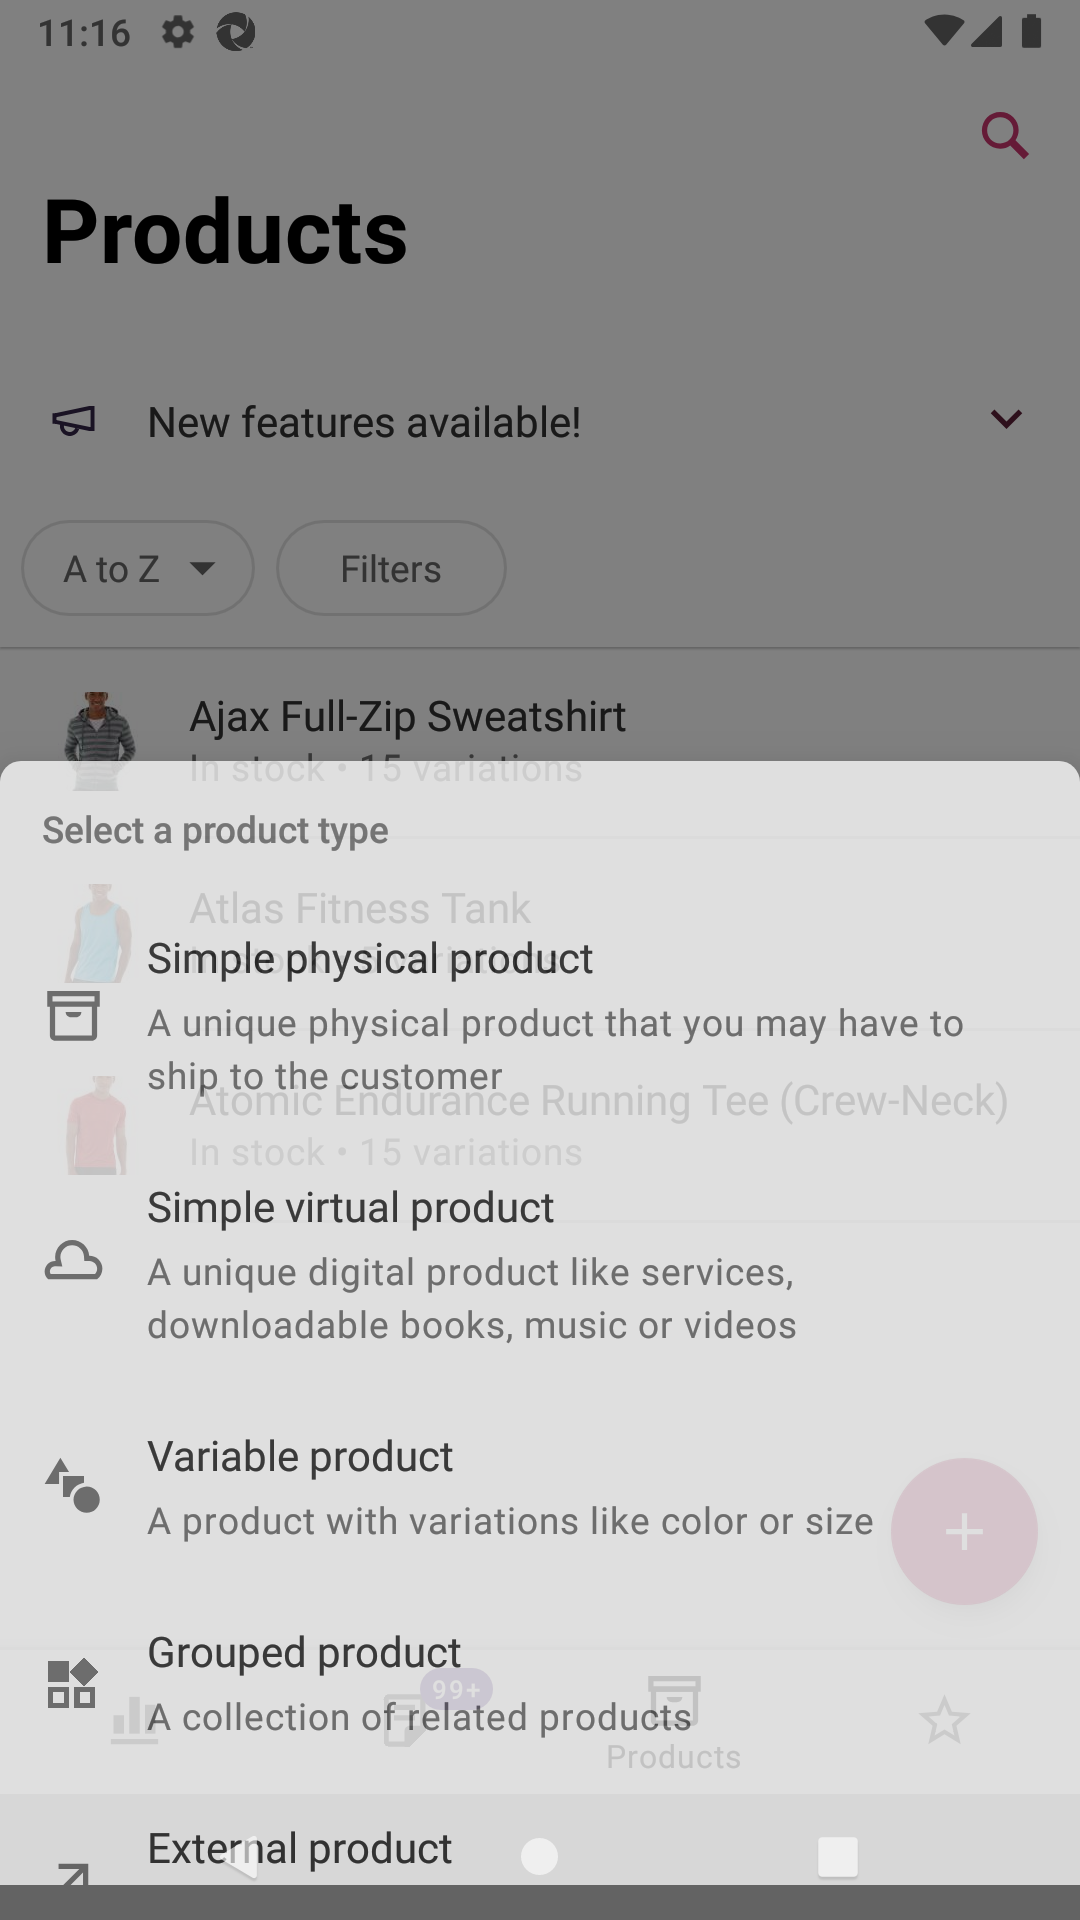 11:16
Products
New features available!
A to Z
Filters
Ajax Full-Zip Sweatshirt
In stock • 15 variations
Select a product type
Atlas Fitness Tank
Simple physical product
A unique physical product that you may have to
ship to the customer
Atomic Endurance Running Tee (Crew-Neck)
In stock • 15 variations
Simple virtual product
A unique digital product like services,
downloadable books, music or videos
Variable product
A product with variations like color or size
Grouped product
99+
A collection of related products
Products
External product